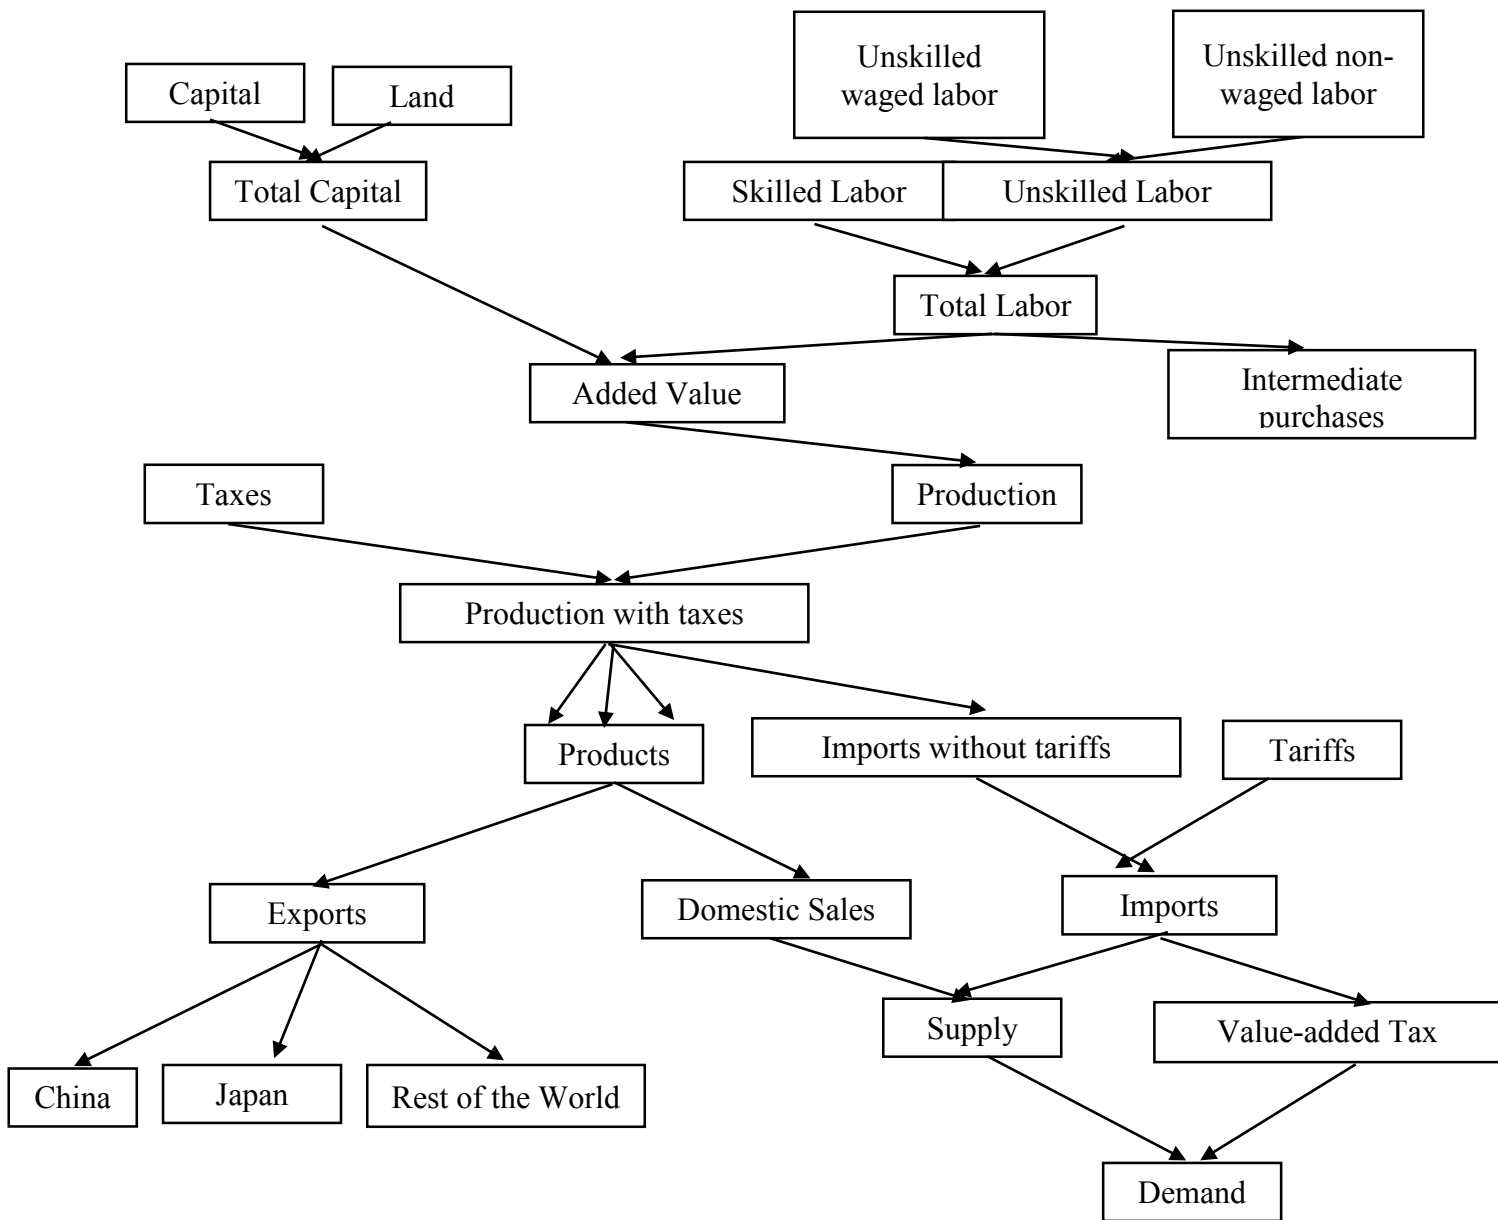 Unskilled
waged labor
Unskilled non-
waged labor
Capital
Land
Total Capital
Skilled Labor
Unskilled Labor
Total Labor
Added Value
Intermediate
purchases
Taxes
Production
Production with taxes
Products
Imports without tariffs
Tariffs
Exports
Domestic Sales
Imports
Supply
Value-added Tax
China
Japan
Rest of the World
Demand